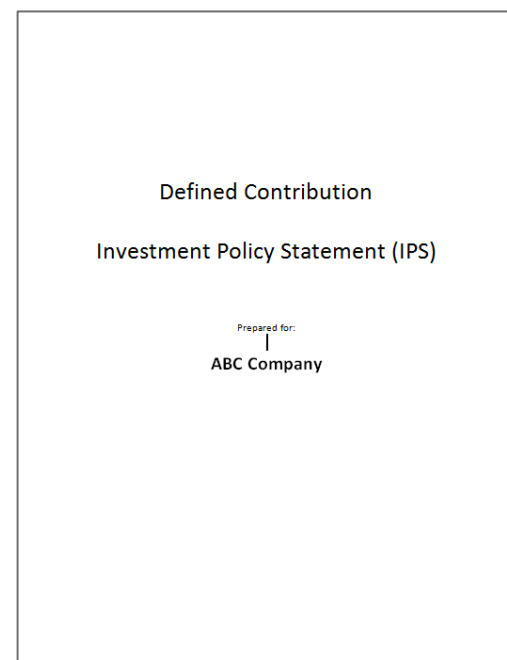 Defined Contribution
Investment Policy Statement (IPS)
Prepared for:
ABC Company